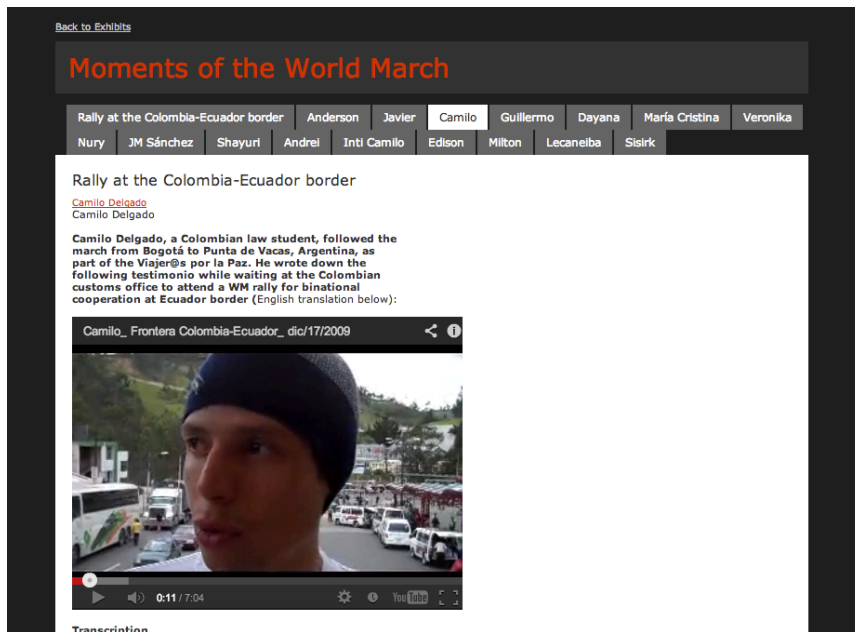 Back to Exhibits
Moments of the World March
Rally at the Colombia-Ecuador border Anderson Javier Camilo Guillermo Dayana María Cristina Veronika
Nury JM Sánchez Shayuri Andrei Inti Camilo Edison Milton Lecaneiba Sisirk
Rally at the Colombia-Ecuador border
Camilo Delgado
Camilo Delgado
Camilo Delgado, a Colombian law student, followed the
march from Bogotá to Punta de Vacas, Argentina, as
part of the Viajer@s por la Paz. He wrote down the
following testimonio while waiting at the Colombian
customs office to attend a WM rally for binational
cooperation at Ecuador border (English translation below):
Camilo_ Frontera Colombia-Ecuador_ dic/17/2009
0:11 / 7:04 YouTube
Transcription